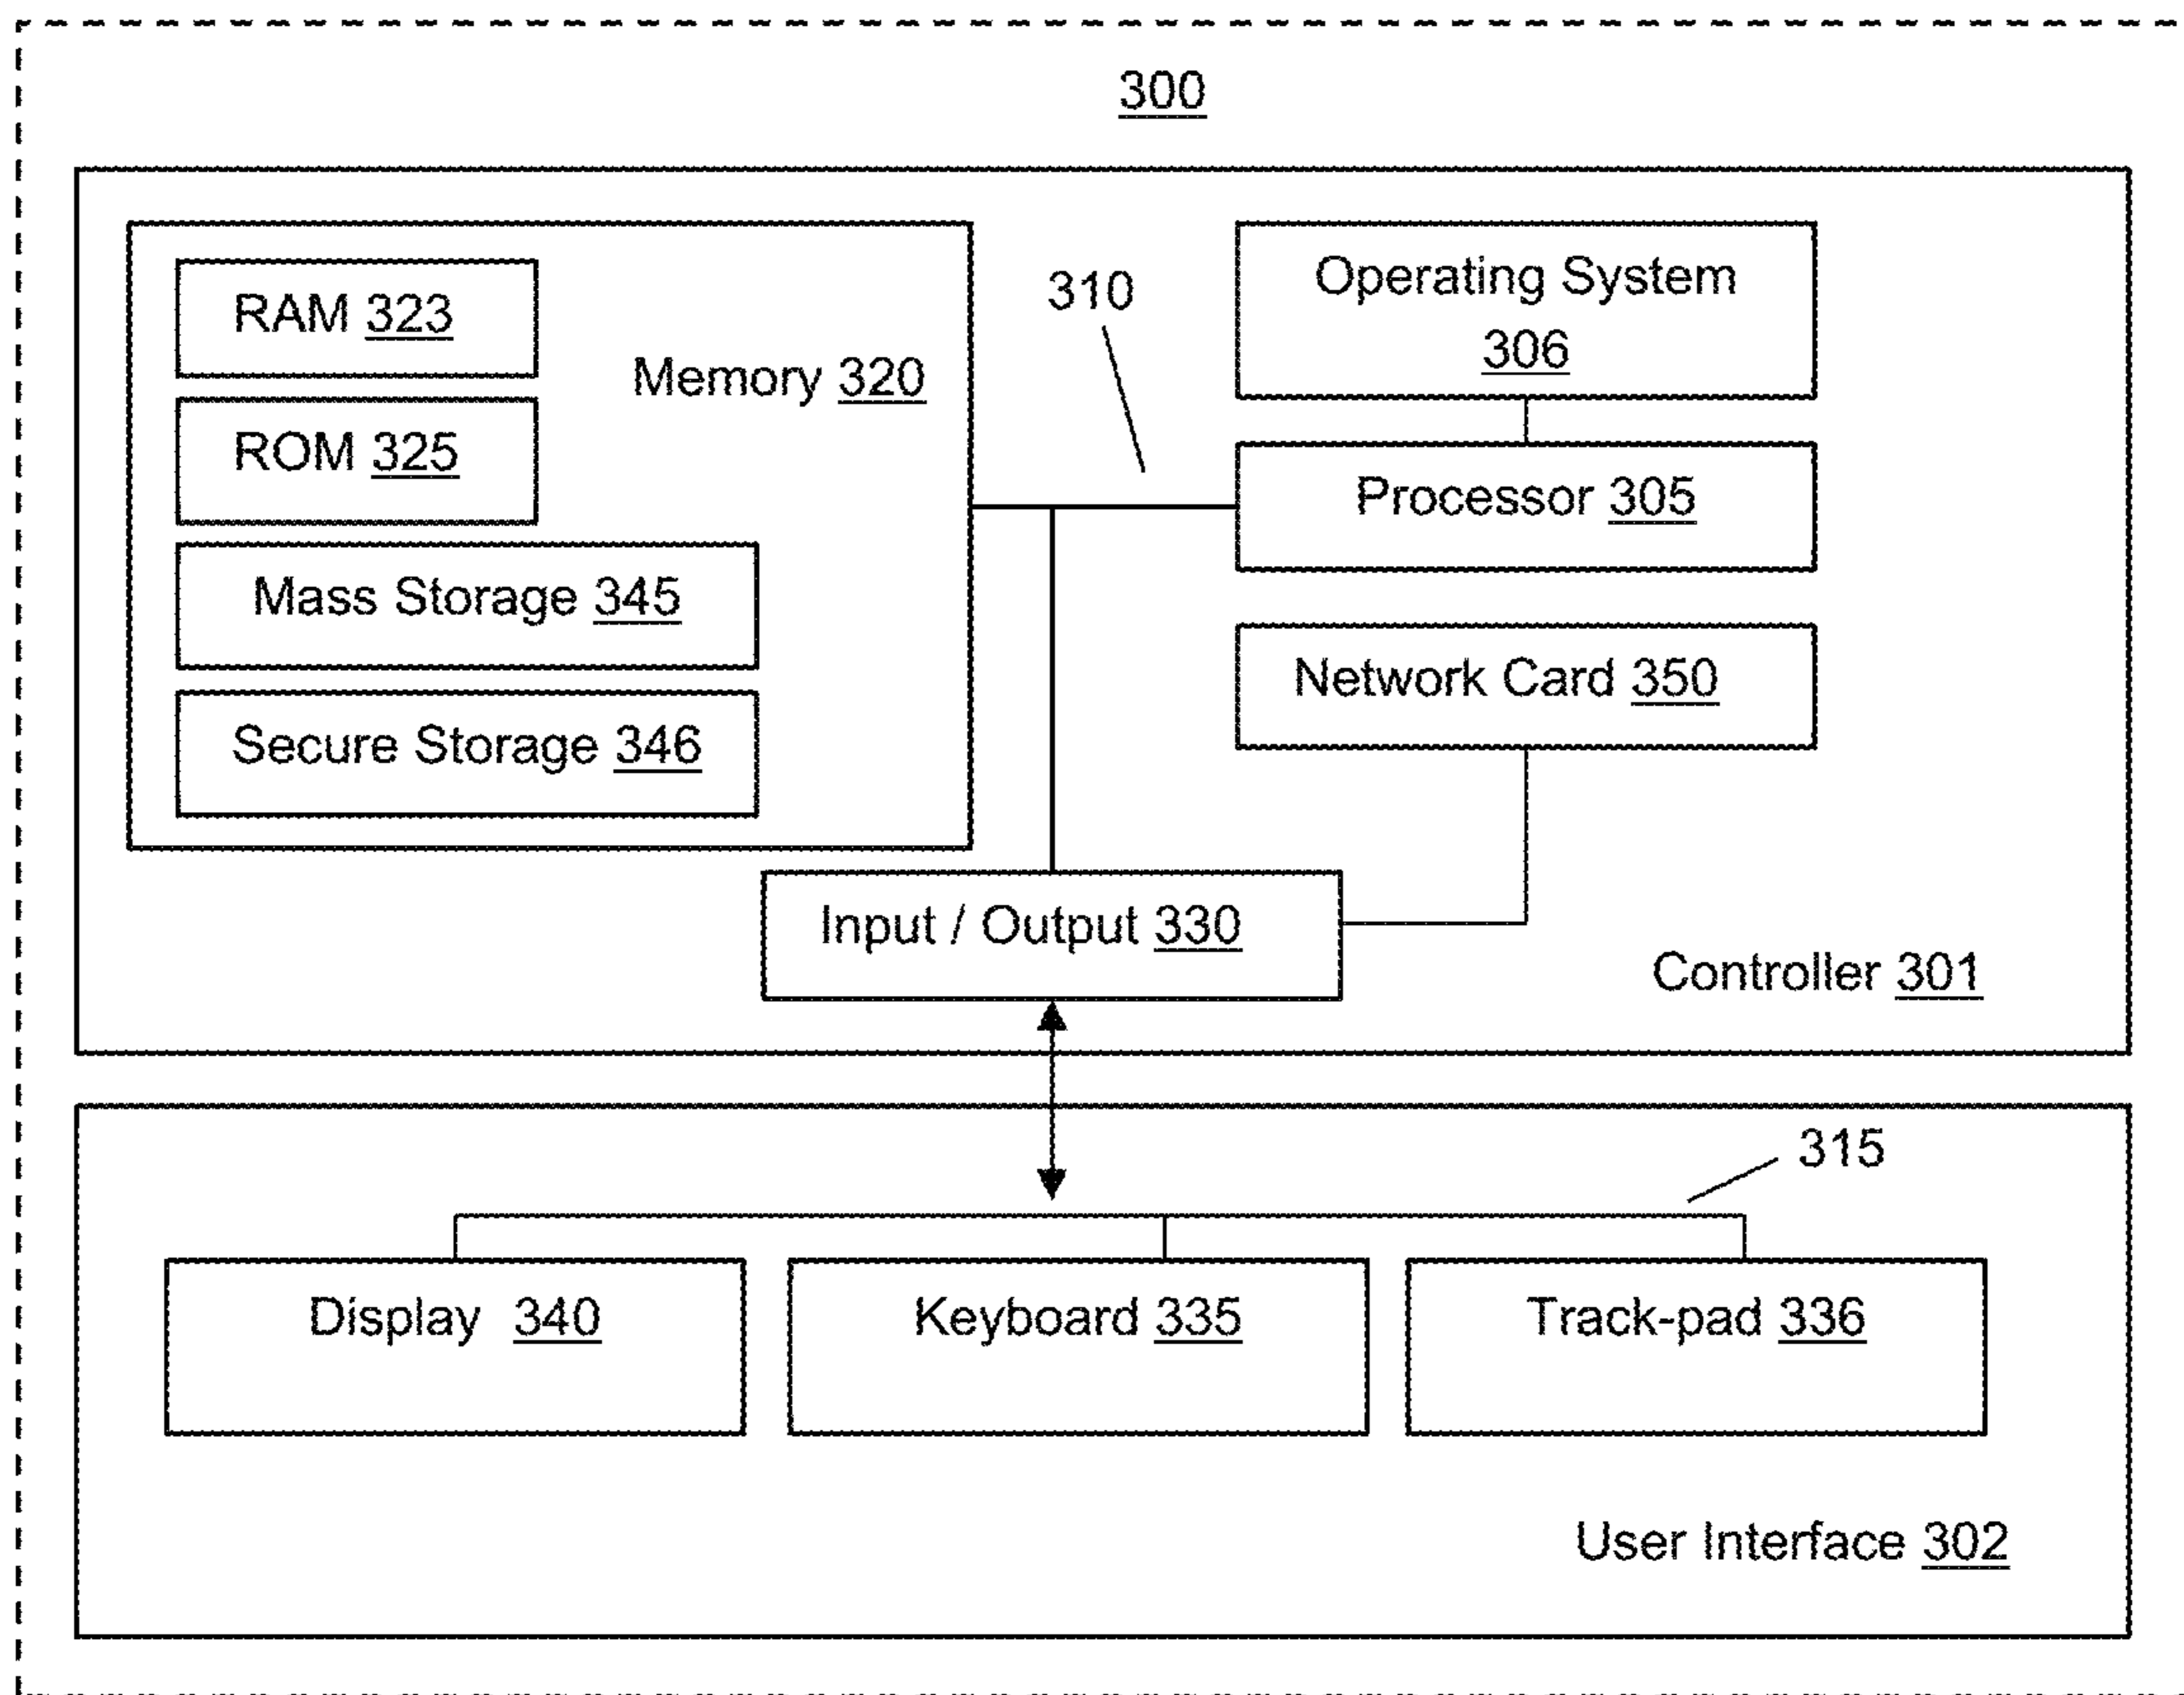 300
RAM 323
Memory 320
ROM 325
Mass Storage 345
Secure Storage 346
310
Operating System
306
Processor 305
Network Card 350
Input / Output 330
Controller 301
315
Display 340
Keyboard 335
Track-pad 336
User Interface 302